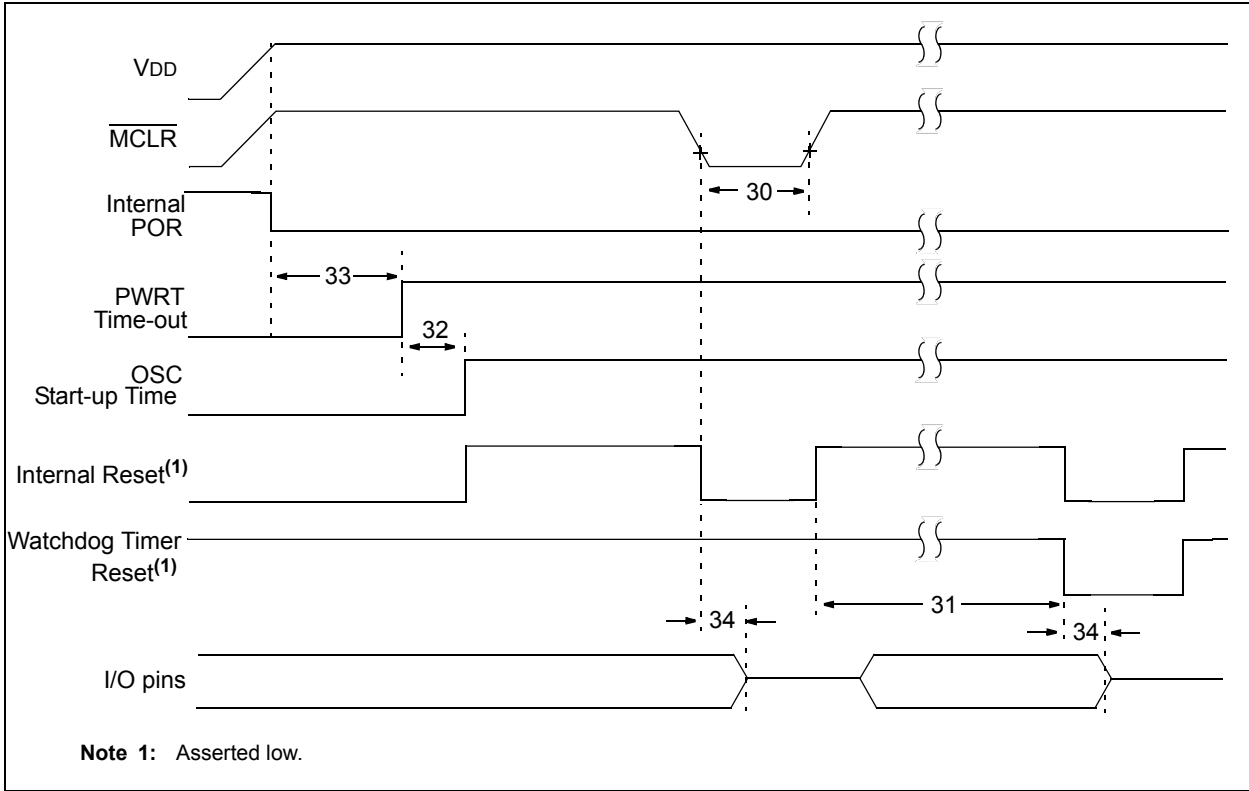 VDD
MCLR
30
Internal
POR
33
PWRT
Time-out
32
OSC
Start-up Time
Internal Reset(1)
Watchdog Timer
Reset(1)
31
34
34
I/O pins
Note 1: Asserted low.